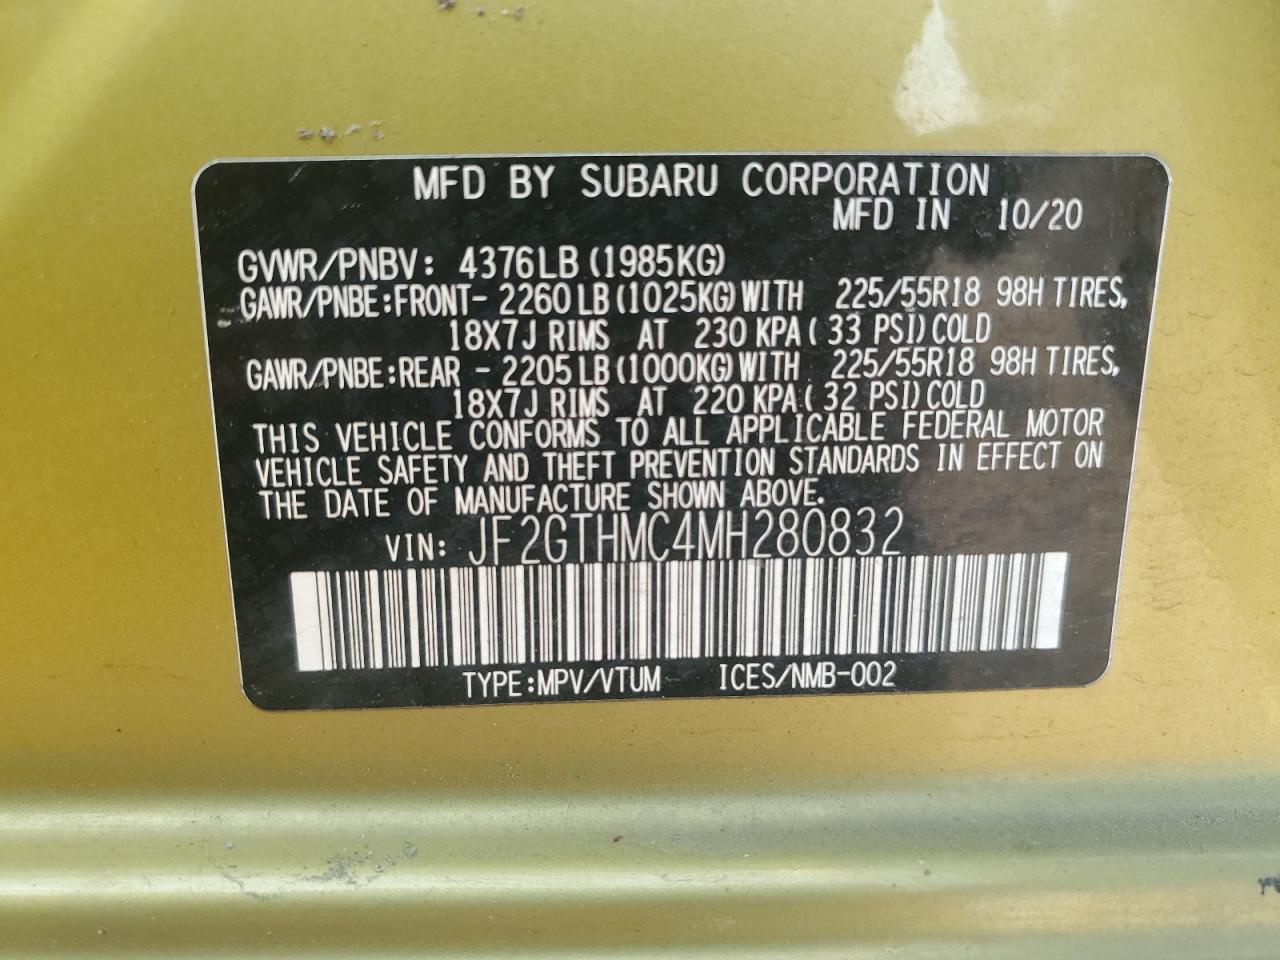 MFD BY SUBARU CORPORATION
MFD IN 10/20
GVWR/PNBV: 4376LB (1985KG)
GAWR/PNBE:FRONT- 2260LB (1025KG) WITH 225/55R18 98H TIRES,
18X7J RIMS AT 230 KPA ( 33 PSI) COLD
GAWR/PNBE:REAR - 2205LB (1000KG) WITH 225/55R18 98H TIRES,
18X7J RIMS AT 220 KPA ( 32 PSI) COLD
THIS VEHICLE CONFORMS TO ALL APPLICABLE FEDERAL MOTOR
VEHICLE SAFETY AND THEFT PREVENTION STANDARDS IN EFFECT ON
THE DATE OF MANUFACTURE SHOWN ABOVE.
VIN: JF2GTHMC4MH280832
TYPE:MPV/VTUM ICES/NMB-002